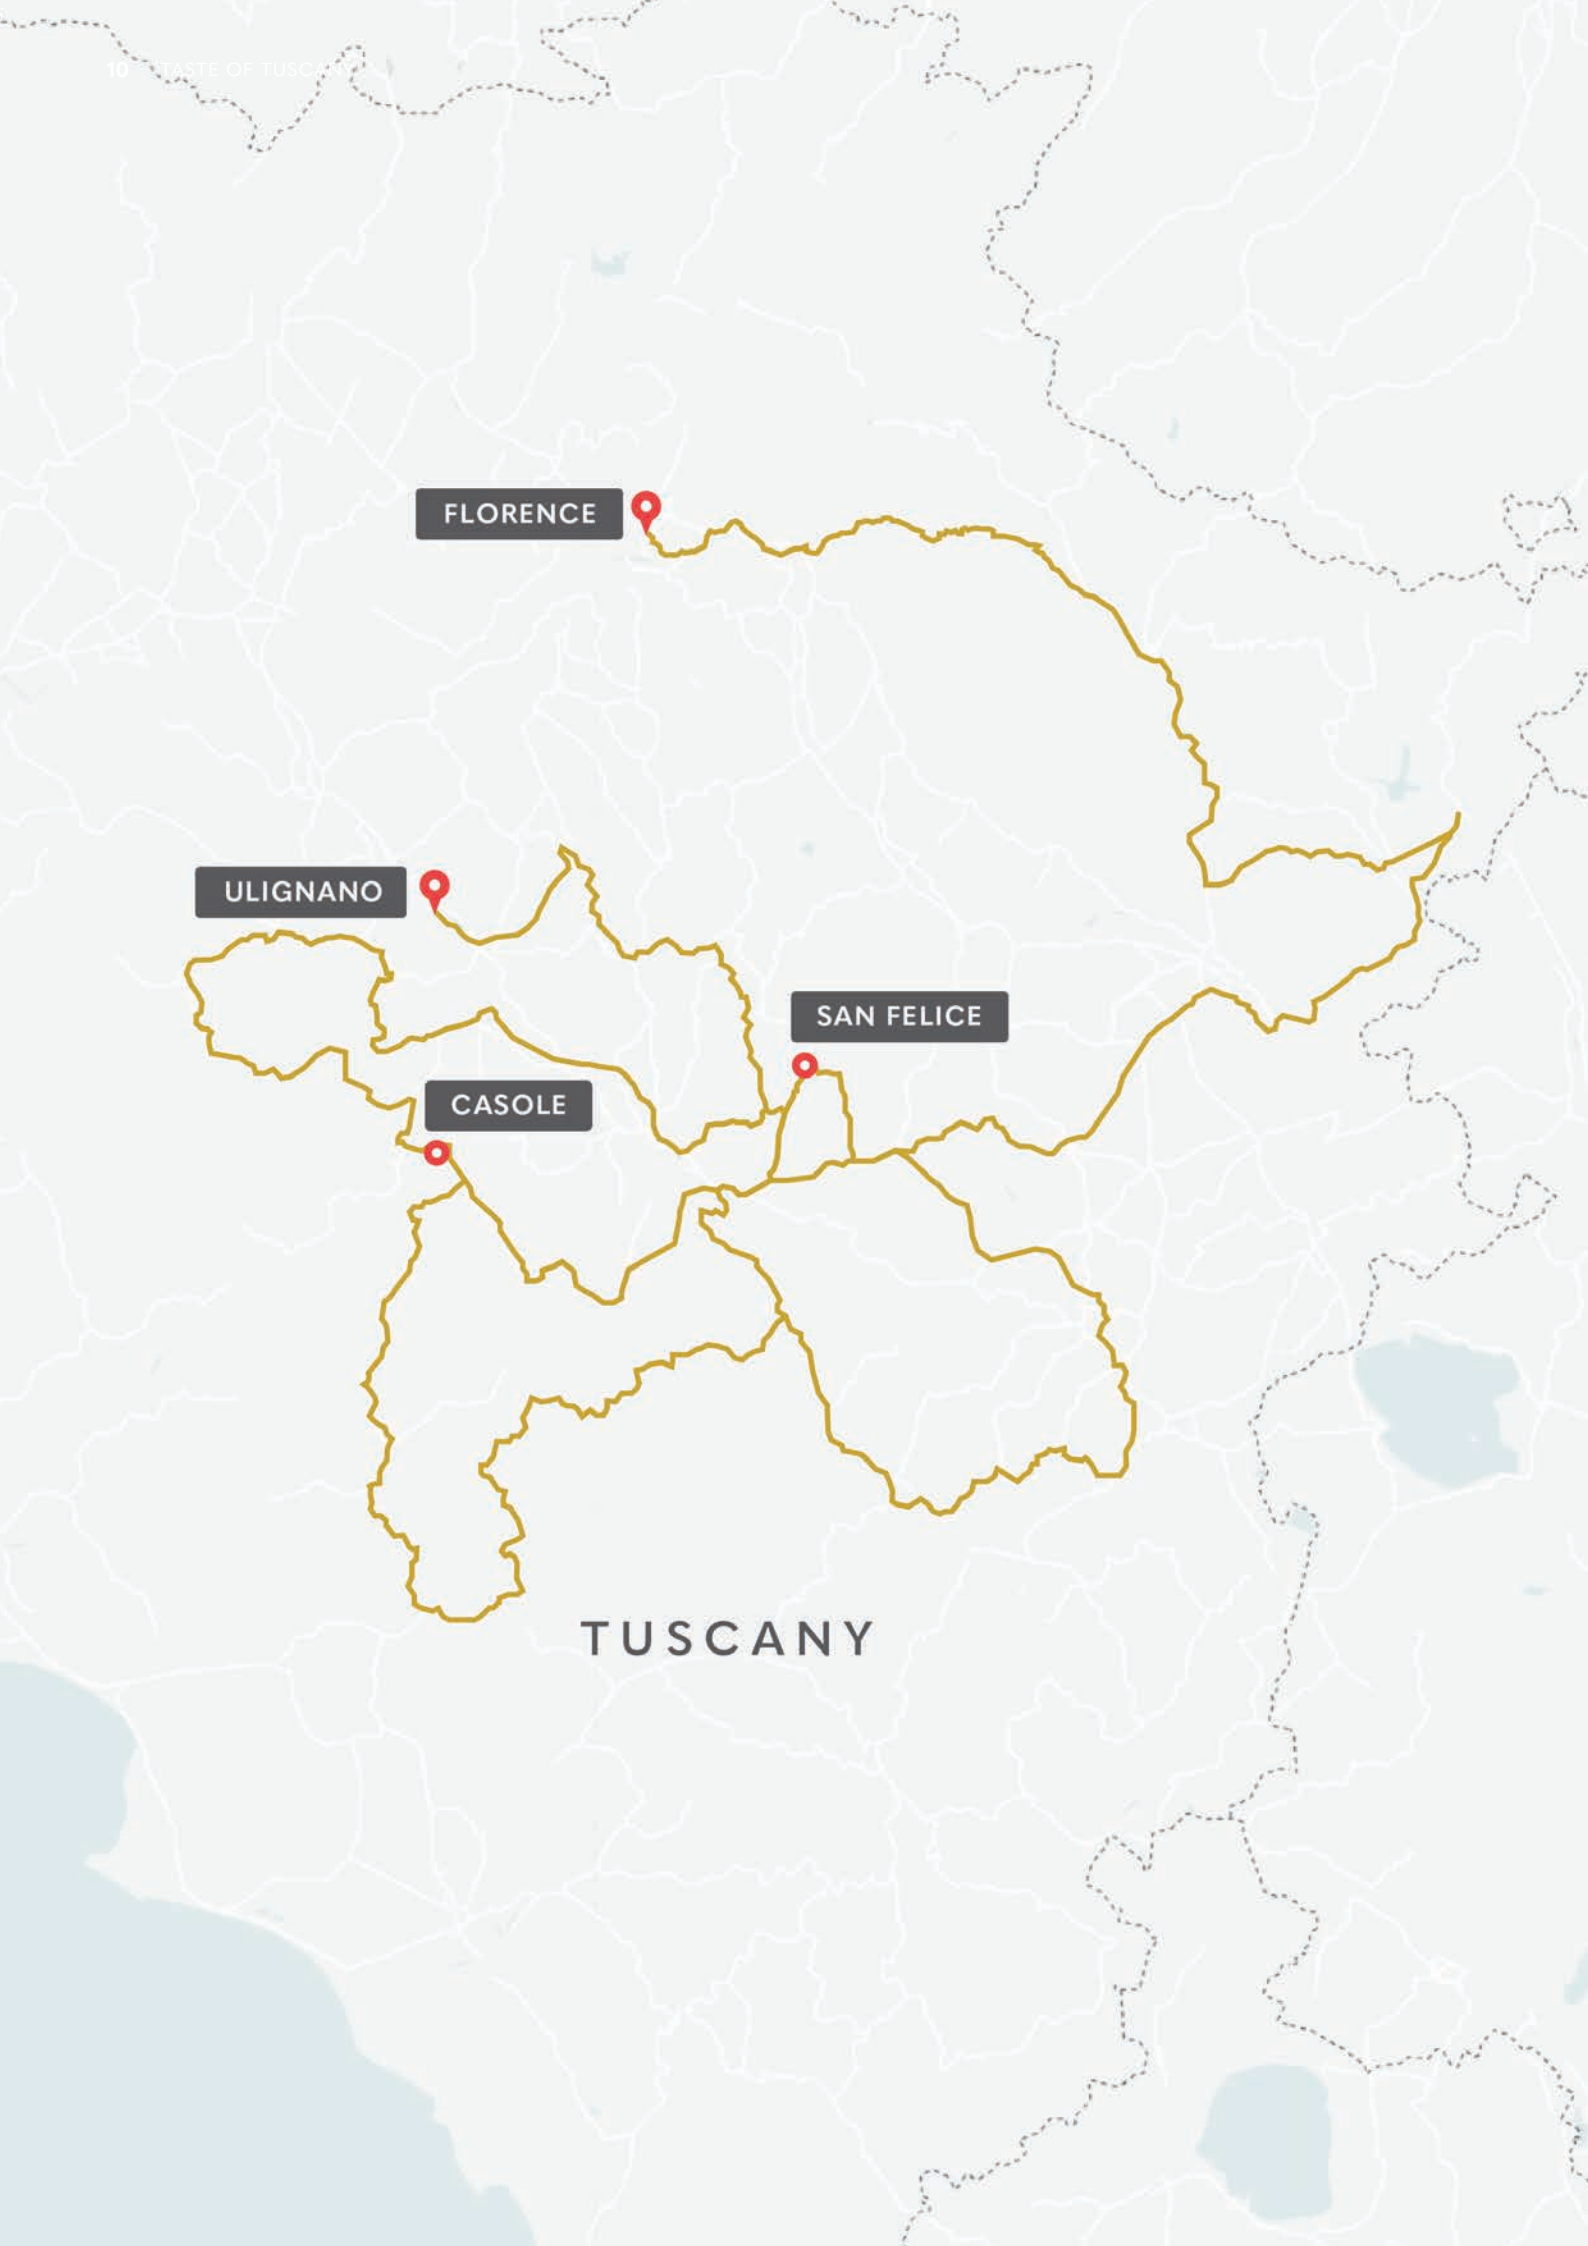 10 TASTE OF TUSCANY
FLORENCE
ULIGNANO
SAN FELICE
CASOLE
TUSCANY